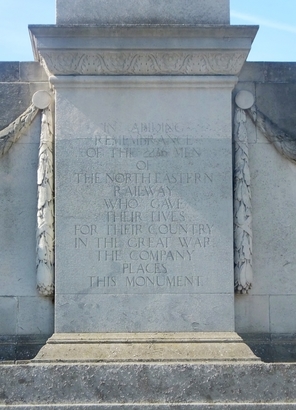 IN ABIDING
REMEMBRANCE
OF THE 2236 MEN
OF
THE NORTH EASTERN
RAILWAY
WHO GAVE
THEIR LIVES
FOR THEIR COUNTRY
IN THE GREAT WAR
THE COMPANY
PLACES
THIS MONUMENT